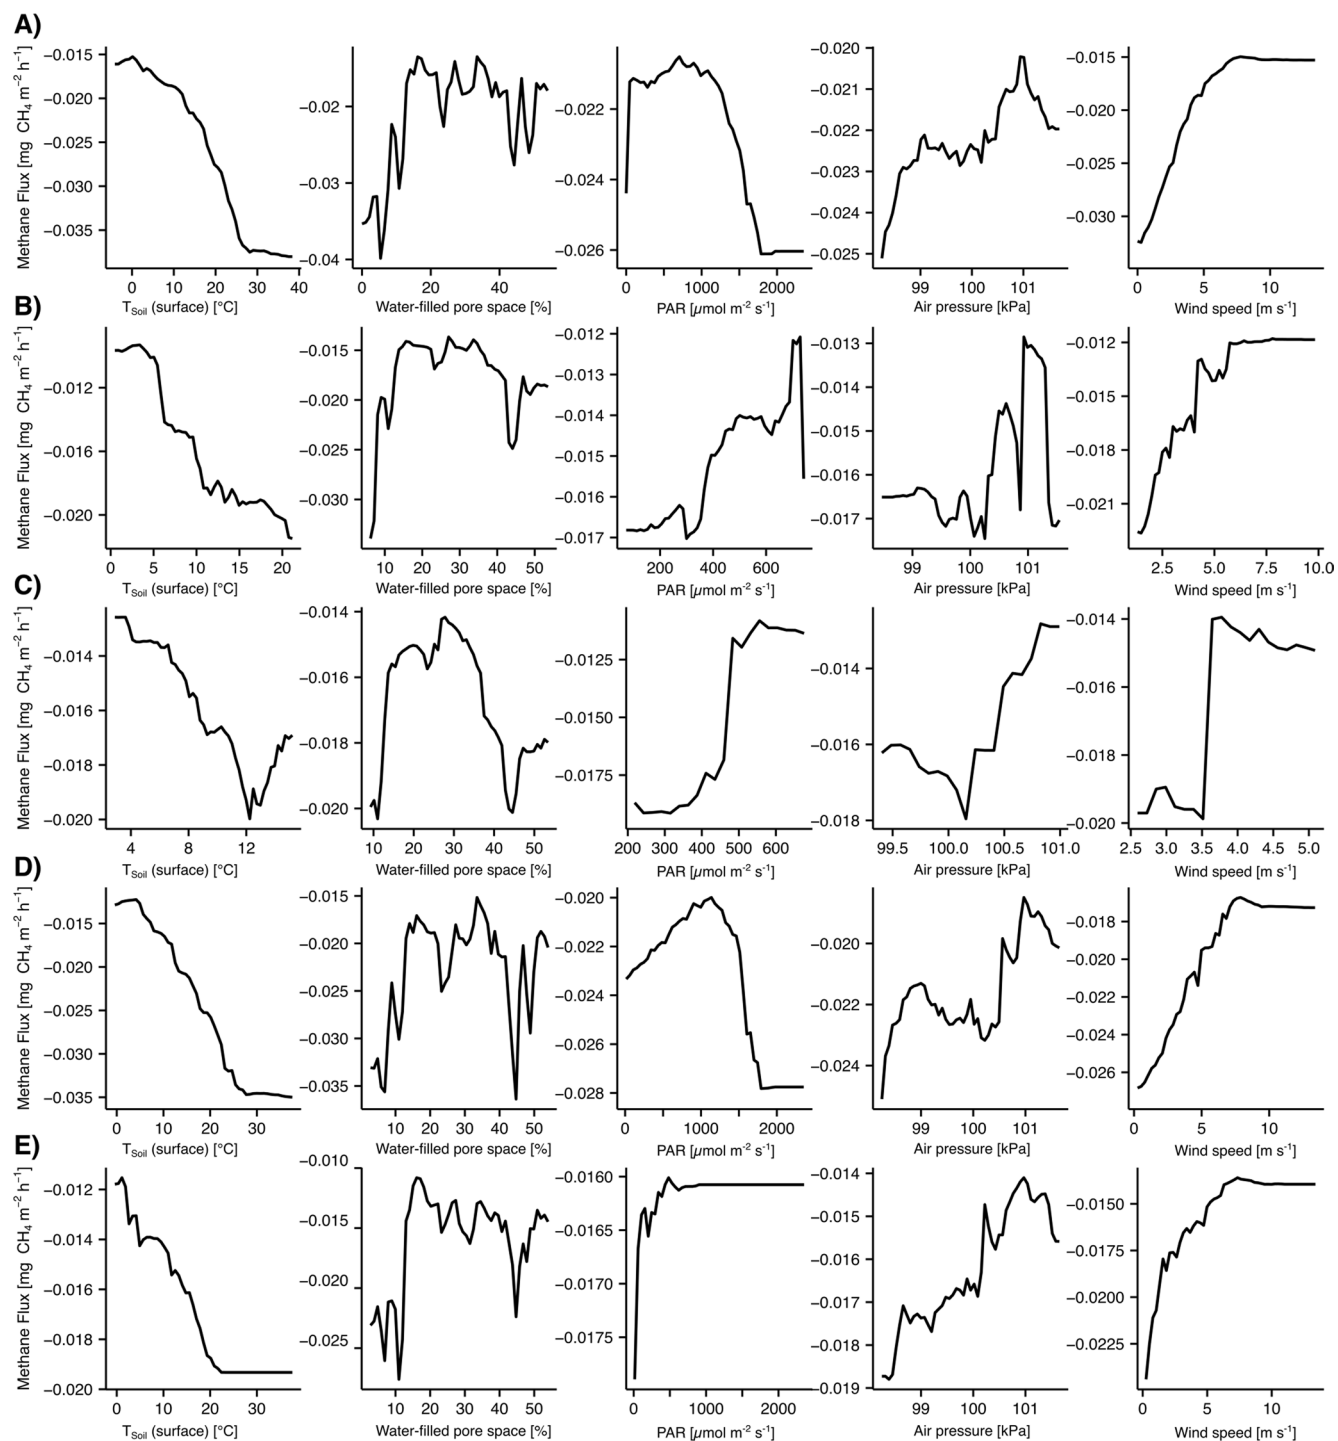 A)
Methane Flux [mg CH₄ m⁻² h⁻¹]
−0.015
−0.020
−0.025
−0.030
−0.035
0 10 20 30 40
T_Soil (surface) [°C]
−0.02
−0.03
−0.04
0 20 40
Water-filled pore space [%]
−0.022
−0.024
−0.026
0 1000 2000
PAR [µmol m⁻² s⁻¹]
−0.020
−0.021
−0.022
−0.023
−0.024
−0.025
99 100 101
Air pressure [kPa]
−0.015
−0.020
−0.025
−0.030
0 5 10
Wind speed [m s⁻¹]
B)
Methane Flux [mg CH₄ m⁻² h⁻¹]
−0.012
−0.016
−0.020
0 5 10 15 20
T_Soil (surface) [°C]
−0.015
−0.020
−0.025
−0.030
10 20 30 40 50
Water-filled pore space [%]
−0.012
−0.013
−0.014
−0.015
−0.016
−0.017
200 400 600
PAR [µmol m⁻² s⁻¹]
−0.013
−0.014
−0.015
−0.016
−0.017
99 100 101
Air pressure [kPa]
−0.012
−0.015
−0.018
−0.021
2.5 5.0 7.5 10.0
Wind speed [m s⁻¹]
C)
Methane Flux [mg CH₄ m⁻² h⁻¹]
−0.014
−0.016
−0.018
−0.020
4 8 12
T_Soil (surface) [°C]
−0.014
−0.016
−0.018
−0.020
10 20 30 40 50
Water-filled pore space [%]
−0.0125
−0.0150
−0.0175
200 300 400 500 600
PAR [µmol m⁻² s⁻¹]
−0.014
−0.016
−0.018
99.5 100.0 100.5 101.0
Air pressure [kPa]
−0.014
−0.016
−0.018
−0.020
2.5 3.0 3.5 4.0 4.5 5.0
Wind speed [m s⁻¹]
D)
Methane Flux [mg CH₄ m⁻² h⁻¹]
−0.015
−0.020
−0.025
−0.030
−0.035
0 10 20 30
T_Soil (surface) [°C]
−0.015
−0.020
−0.025
−0.030
−0.035
10 20 30 40 50
Water-filled pore space [%]
−0.020
−0.022
−0.024
−0.026
−0.028
0 1000 2000
PAR [µmol m⁻² s⁻¹]
−0.020
−0.022
−0.024
99 100 101
Air pressure [kPa]
−0.018
−0.020
−0.022
−0.024
−0.026
0 5 10
Wind speed [m s⁻¹]
E)
Methane Flux [mg CH₄ m⁻² h⁻¹]
−0.012
−0.014
−0.016
−0.018
−0.020
0 10 20 30
T_Soil (surface) [°C]
−0.010
−0.015
−0.020
−0.025
10 20 30 40 50
Water-filled pore space [%]
−0.0160
−0.0165
−0.0170
−0.0175
0 1000 2000
PAR [µmol m⁻² s⁻¹]
−0.014
−0.015
−0.016
−0.017
−0.018
−0.019
99 100 101
Air pressure [kPa]
−0.0150
−0.0175
−0.0200
−0.0225
0 5 10
Wind speed [m s⁻¹]